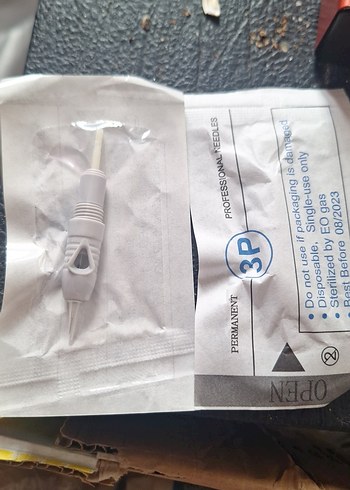 PROFESSIONAL NEEDLES
3P
PERMANENT
• Do not use if packaging is damaged
• Disposable, Single-use only
• Sterilized by EO gas
• Best Before 08/2023
2
OPEN